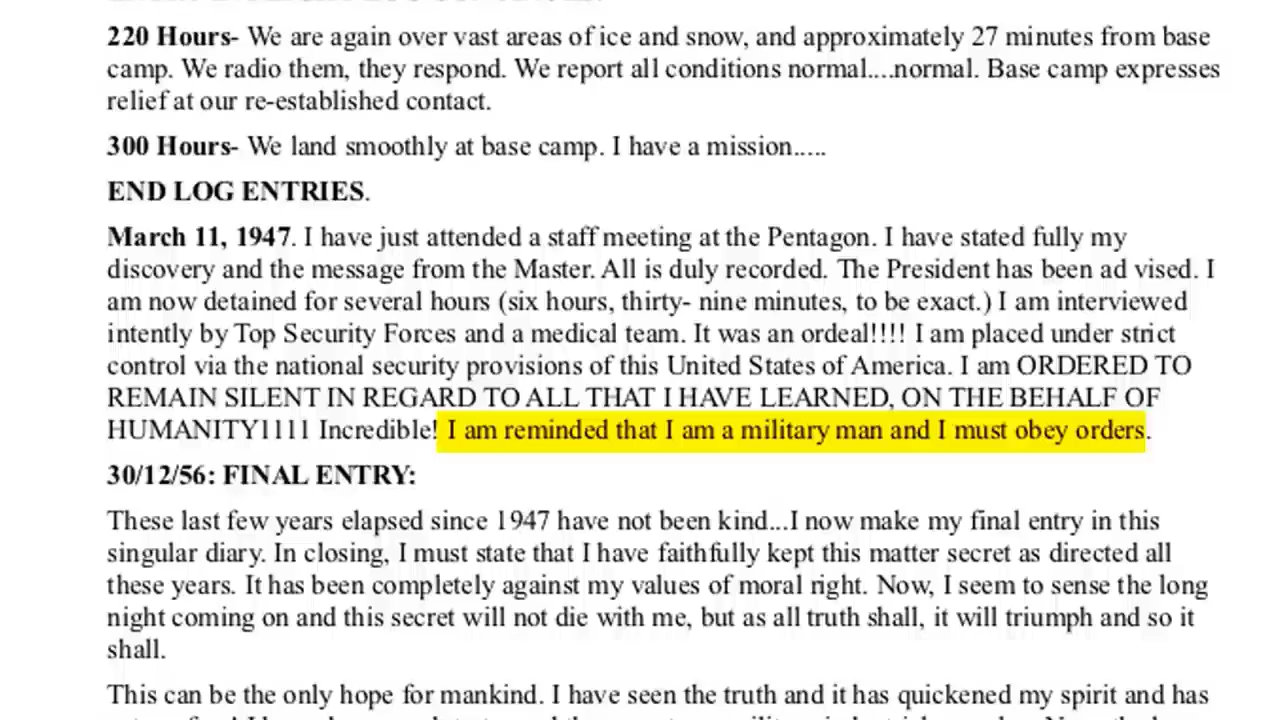 220 Hours- We are again over vast areas of ice and snow, and approximately 27 minutes from base
camp. We radio them, they respond. We report all conditions normal....normal. Base camp expresses
relief at our re-established contact.
300 Hours- We land smoothly at base camp. I have a mission.....
END LOG ENTRIES.
March 11, 1947. I have just attended a staff meeting at the Pentagon. I have stated fully my
discovery and the message from the Master. All is duly recorded. The President has been ad vised. I
am now detained for several hours (six hours, thirty- nine minutes, to be exact.) I am interviewed
intently by Top Security Forces and a medical team. It was an ordeal!!!! I am placed under strict
control via the national security provisions of this United States of America. I am ORDERED TO
REMAIN SILENT IN REGARD TO ALL THAT I HAVE LEARNED, ON THE BEHALF OF
HUMANITY1111 Incredible! I am reminded that I am a military man and I must obey orders.
30/12/56: FINAL ENTRY:
These last few years elapsed since 1947 have not been kind...I now make my final entry in this
singular diary. In closing, I must state that I have faithfully kept this matter secret as directed all
these years. It has been completely against my values of moral right. Now, I seem to sense the long
night coming on and this secret will not die with me, but as all truth shall, it will triumph and so it
shall.
This can be the only hope for mankind. I have seen the truth and it has quickened my spirit and has